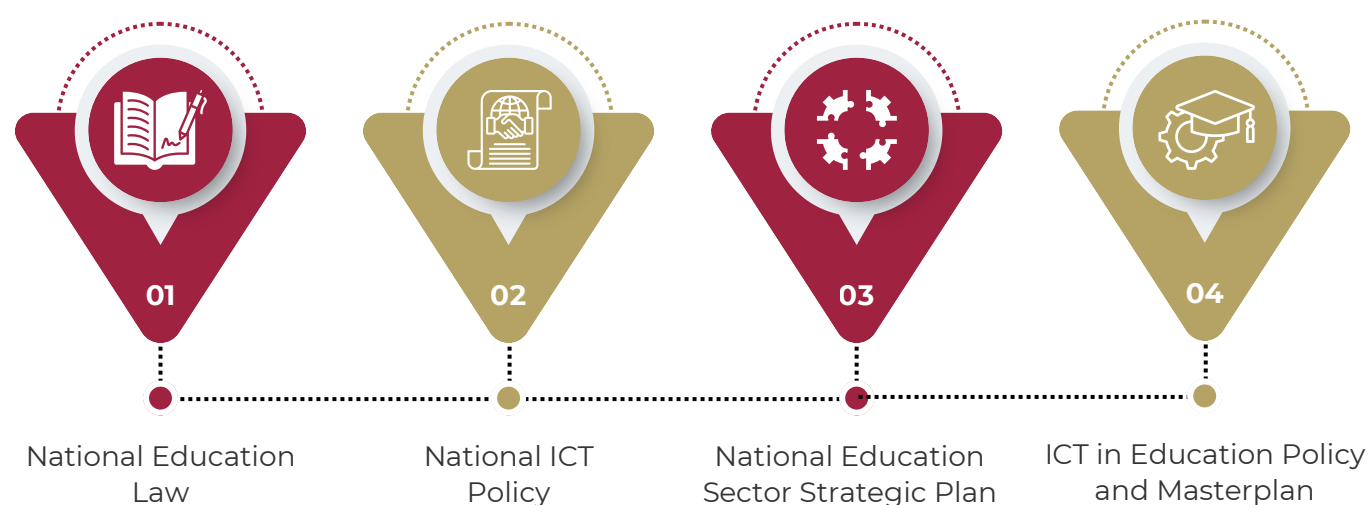 01
02
03
04
National Education
Law
National ICT
Policy
National Education
Sector Strategic Plan
ICT in Education Policy
and Masterplan